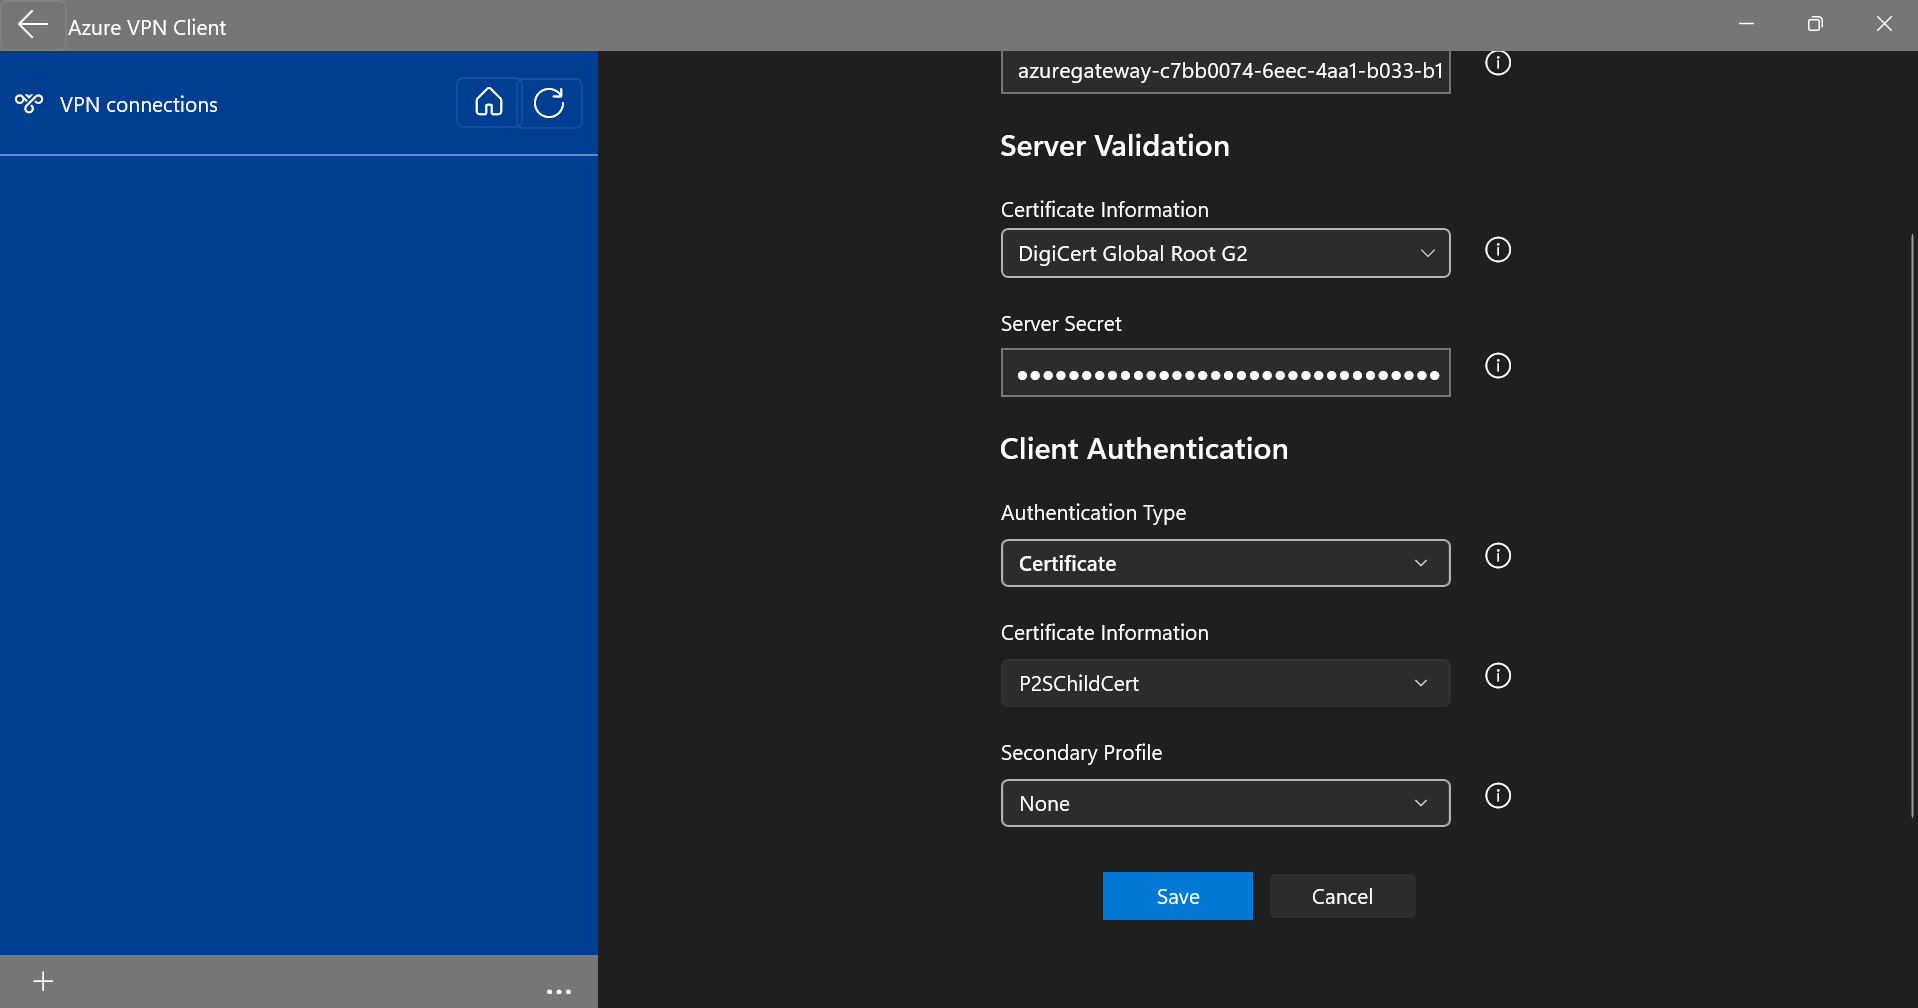 Azure VPN Client
VPN connections
azuregateway-c7bb0074-6eec-4aa1-b033-b1
Server Validation
Certificate Information
DigiCert Global Root G2
Server Secret
●●●●●●●●●●●●●●●●●●●●●●●●●●●●●●●●●
Client Authentication
Authentication Type
Certificate
Certificate Information
P2SChildCert
Secondary Profile
None
Save Cancel